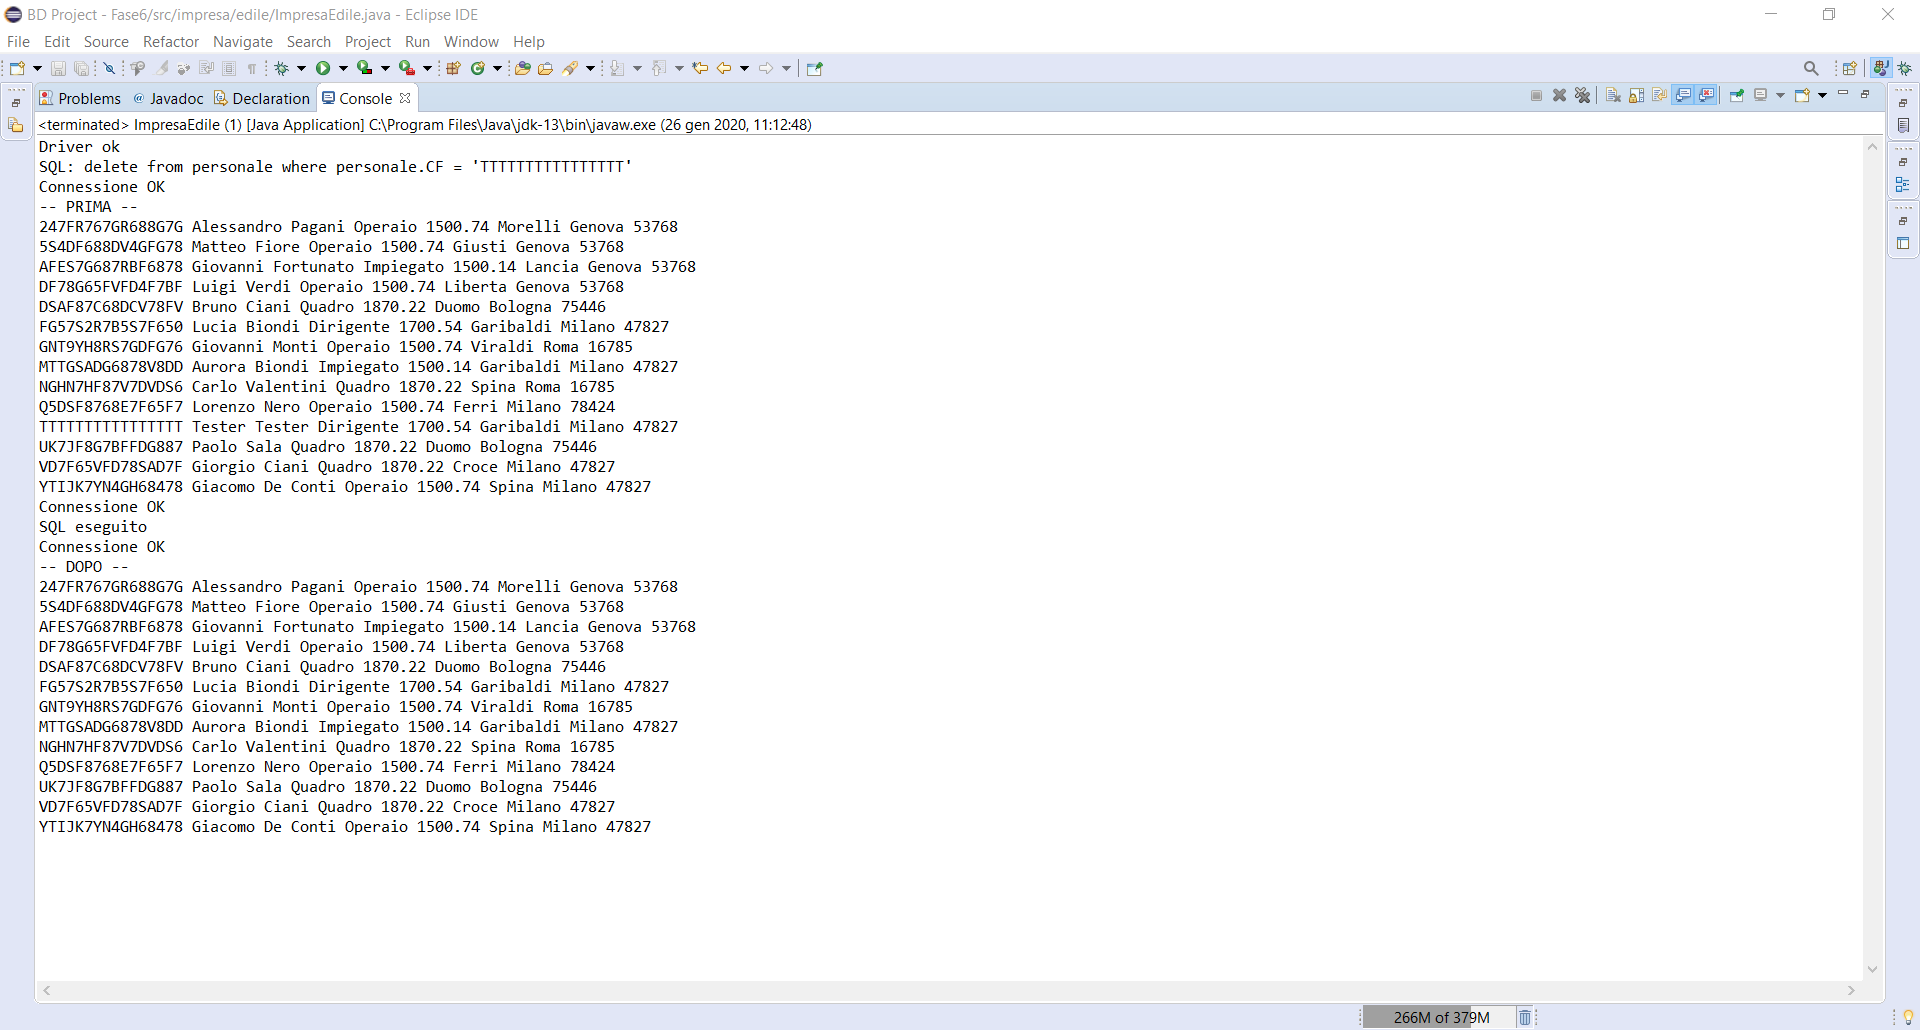 BD Project - Fase6/src/impresa/edile/ImpresaEdile.java - Eclipse IDE
File Edit Source Refactor Navigate Search Project Run Window Help
Problems @ Javadoc Declaration Console
<terminated> ImpresaEdile (1) [Java Application] C:\Program Files\Java\jdk-13\bin\javaw.exe (26 gen 2020, 11:12:48)
Driver ok
SQL: delete from personale where personale.CF = 'TTTTTTTTTTTTTTTT'
Connessione OK
-- PRIMA --
247FR767GR688G7G Alessandro Pagani Operaio 1500.74 Morelli Genova 53768
5S4DF688DV4GFG78 Matteo Fiore Operaio 1500.74 Giusti Genova 53768
AFES7G687RBF6878 Giovanni Fortunato Impiegato 1500.14 Lancia Genova 53768
DF78G65FVFD4F7BF Luigi Verdi Operaio 1500.74 Liberta Genova 53768
DSAF87C68DCV78FV Bruno Ciani Quadro 1870.22 Duomo Bologna 75446
FG57S2R7B5S7F650 Lucia Biondi Dirigente 1700.54 Garibaldi Milano 47827
GNT9YH8RS7GDFG76 Giovanni Monti Operaio 1500.74 Viraldi Roma 16785
MTTGSADG6878V8DD Aurora Biondi Impiegato 1500.14 Garibaldi Milano 47827
NGHN7HF87V7DVDS6 Carlo Valentini Quadro 1870.22 Spina Roma 16785
Q5DSF8768E7F65F7 Lorenzo Nero Operaio 1500.74 Ferri Milano 78424
TTTTTTTTTTTTTTTT Tester Tester Dirigente 1700.54 Garibaldi Milano 47827
UK7JF8G7BFFDG887 Paolo Sala Quadro 1870.22 Duomo Bologna 75446
VD7F65VFD78SAD7F Giorgio Ciani Quadro 1870.22 Croce Milano 47827
YTIJK7YN4GH68478 Giacomo De Conti Operaio 1500.74 Spina Milano 47827
Connessione OK
SQL eseguito
Connessione OK
-- DOPO --
247FR767GR688G7G Alessandro Pagani Operaio 1500.74 Morelli Genova 53768
5S4DF688DV4GFG78 Matteo Fiore Operaio 1500.74 Giusti Genova 53768
AFES7G687RBF6878 Giovanni Fortunato Impiegato 1500.14 Lancia Genova 53768
DF78G65FVFD4F7BF Luigi Verdi Operaio 1500.74 Liberta Genova 53768
DSAF87C68DCV78FV Bruno Ciani Quadro 1870.22 Duomo Bologna 75446
FG57S2R7B5S7F650 Lucia Biondi Dirigente 1700.54 Garibaldi Milano 47827
GNT9YH8RS7GDFG76 Giovanni Monti Operaio 1500.74 Viraldi Roma 16785
MTTGSADG6878V8DD Aurora Biondi Impiegato 1500.14 Garibaldi Milano 47827
NGHN7HF87V7DVDS6 Carlo Valentini Quadro 1870.22 Spina Roma 16785
Q5DSF8768E7F65F7 Lorenzo Nero Operaio 1500.74 Ferri Milano 78424
UK7JF8G7BFFDG887 Paolo Sala Quadro 1870.22 Duomo Bologna 75446
VD7F65VFD78SAD7F Giorgio Ciani Quadro 1870.22 Croce Milano 47827
YTIJK7YN4GH68478 Giacomo De Conti Operaio 1500.74 Spina Milano 47827
266M of 379M